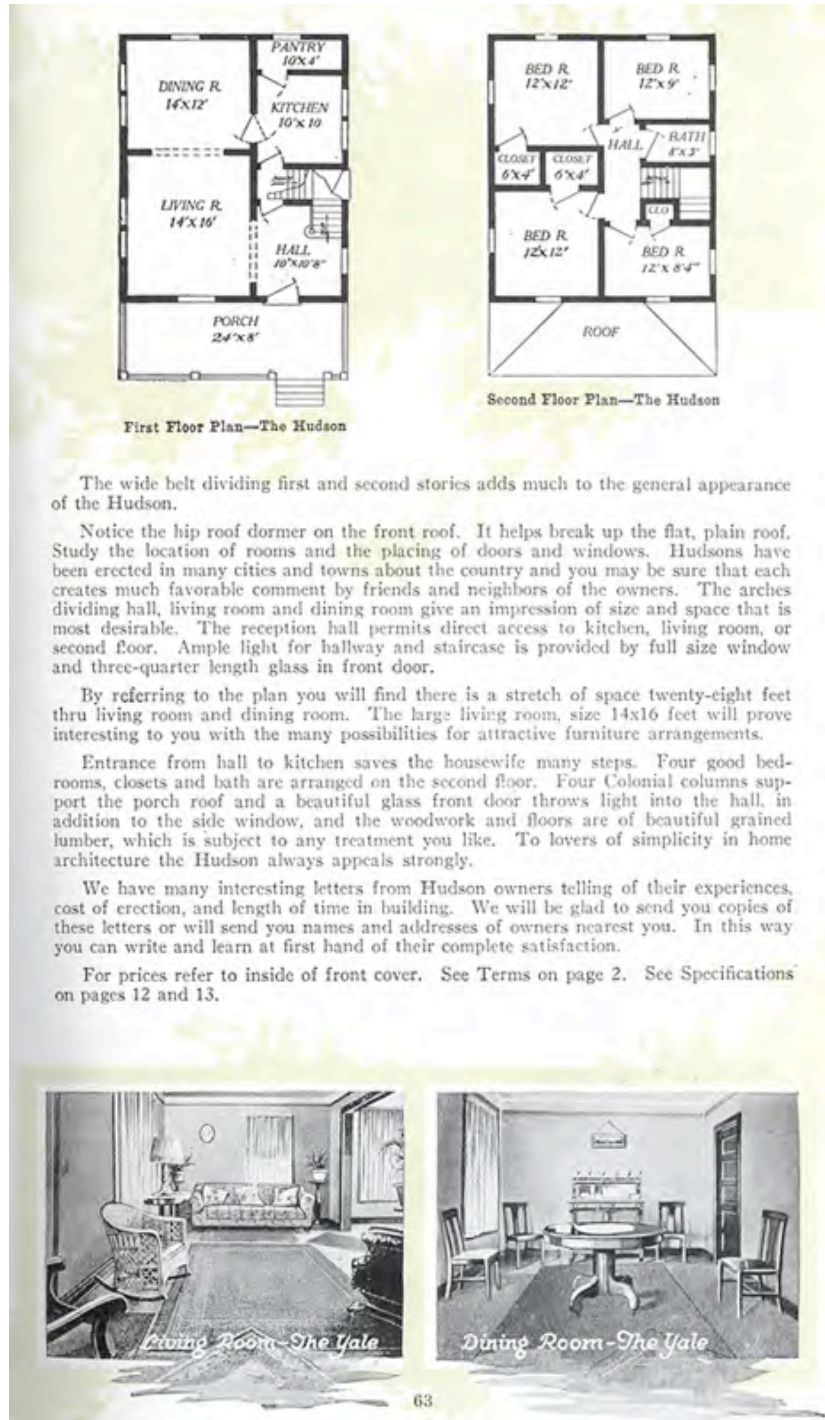 PANTRY
10'X4'
DINING R.
14'X12'
KITCHEN
10'X10
LIVING R.
14'X16'
HALL
10'X10'8"
PORCH
24'X8'
First Floor Plan—The Hudson
BED R.
12'X12'
BED R.
12'X9'
HALL
BATH
8'X5'
CLOSET
6'X4'
CLOSET
6'X4'
CLO
BED R.
12'X12'
BED R.
12'X8'4"
ROOF
Second Floor Plan—The Hudson
The wide belt dividing first and second stories adds much to the general appearance
of the Hudson.
Notice the hip roof dormer on the front roof. It helps break up the flat, plain roof.
Study the location of rooms and the placing of doors and windows. Hudsons have
been erected in many cities and towns about the country and you may be sure that each
creates much favorable comment by friends and neighbors of the owners. The arches
dividing hall, living room and dining room give an impression of size and space that is
most desirable. The reception hall permits direct access to kitchen, living room, or
second floor. Ample light for hallway and staircase is provided by full size window
and three-quarter length glass in front door.
By referring to the plan you will find there is a stretch of space twenty-eight feet
thru living room and dining room. The large living room, size 14x16 feet will prove
interesting to you with the many possibilities for attractive furniture arrangements.
Entrance from hall to kitchen saves the housewife many steps. Four good bed-
rooms, closets and bath are arranged on the second floor. Four Colonial columns sup-
port the porch roof and a beautiful glass front door throws light into the hall, in
addition to the side window, and the woodwork and floors are of beautiful grained
lumber, which is subject to any treatment you like. To lovers of simplicity in home
architecture the Hudson always appeals strongly.
We have many interesting letters from Hudson owners telling of their experiences,
cost of erection, and length of time in building. We will be glad to send you copies of
these letters or will send you names and addresses of owners nearest you. In this way
you can write and learn at first hand of their complete satisfaction.
For prices refer to inside of front cover. See Terms on page 2. See Specifications
on pages 12 and 13.
Living Room-The Yale
Dining Room-The Yale
63